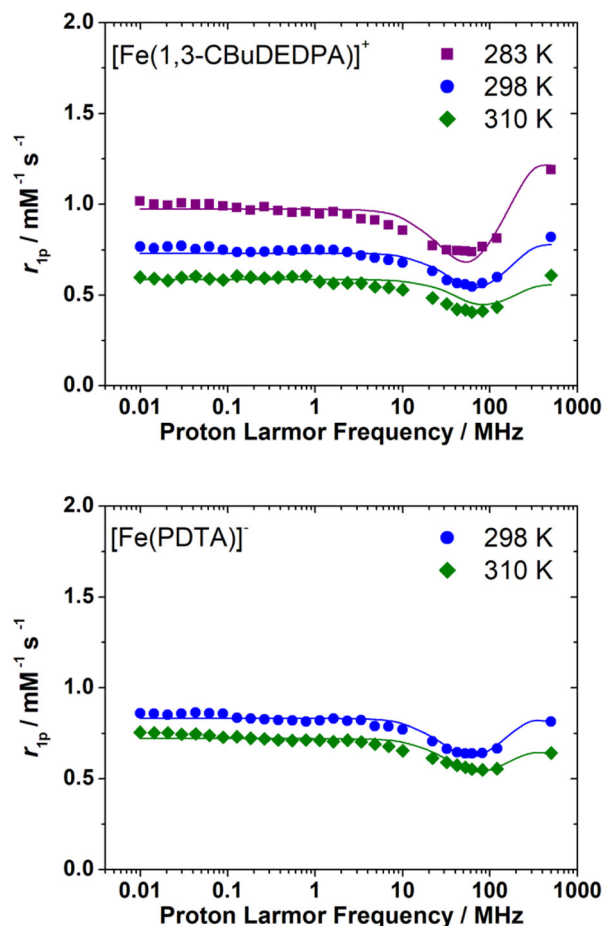 2.0
[Fe(1,3-CBuDEDPA)]⁺
283 K
298 K
310 K
1.5
1.0
0.5
0.0
r₁ₚ / mM⁻¹ s⁻¹
0.01 0.1 1 10 100 1000
Proton Larmor Frequency / MHz
2.0
[Fe(PDTA)]⁻
298 K
310 K
1.5
1.0
0.5
0.0
r₁ₚ / mM⁻¹ s⁻¹
0.01 0.1 1 10 100 1000
Proton Larmor Frequency / MHz